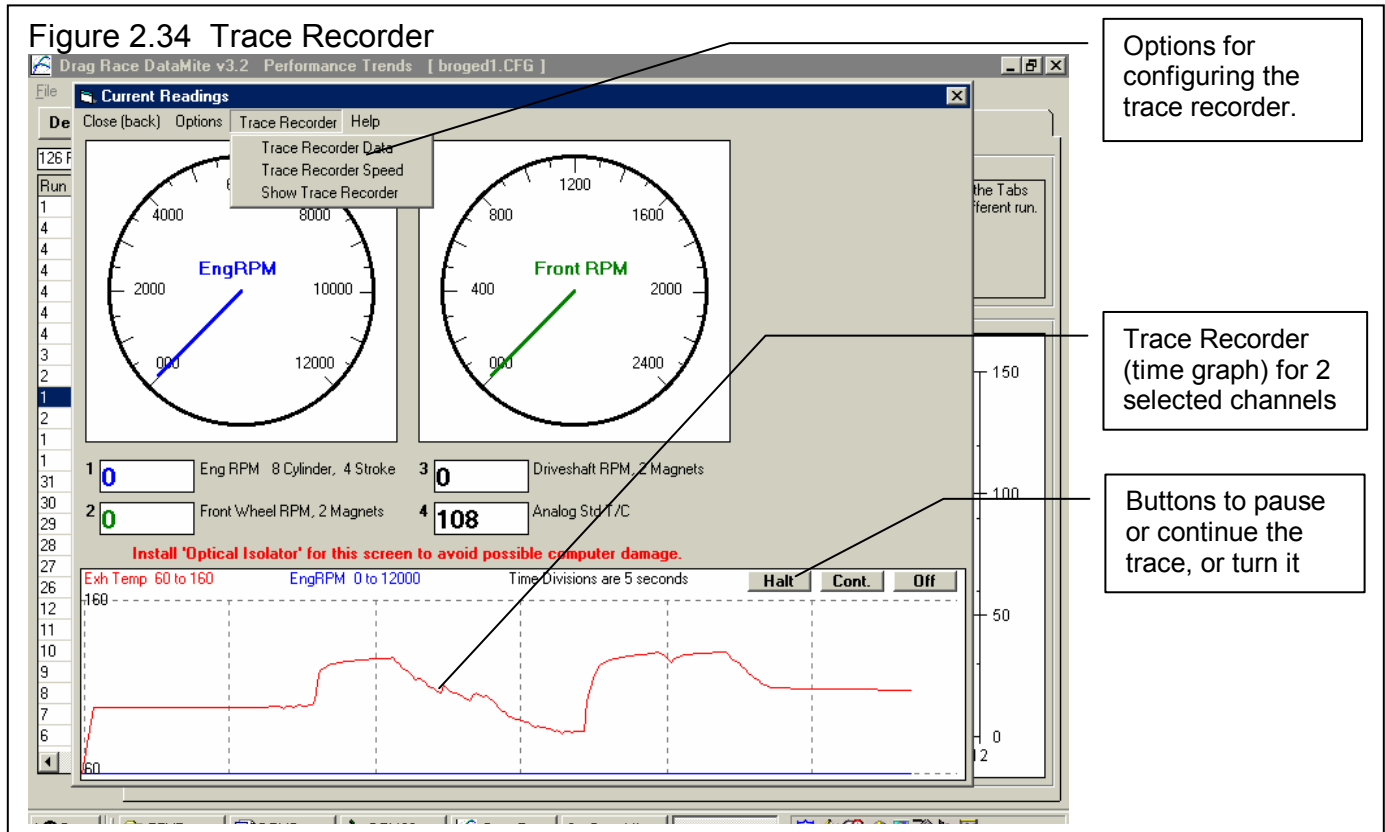 Figure 2.34 Trace Recorder
Drag Race DataMite v3.2 Performance Trends [ broged1.CFG ]
File
Current Readings
De
Close (back) Options Trace Recorder Help
Trace Recorder Data
Trace Recorder Speed
Show Trace Recorder
126 F
Run
1
4
4
4
4
4
4
3
2
1
2
1
1
31
30
29
28
27
26
12
11
10
9
8
7
6
the Tabs
fferent run.
2000
4000
8000
10000
12000
000
EngRPM
000
400
800
1200
1600
2000
2400
Front RPM
1 0 Eng RPM 8 Cylinder, 4 Stroke
3 0 Driveshaft RPM, 2 Magnets
2 0 Front Wheel RPM, 2 Magnets
4 108 Analog Std T/C
Install 'Optical Isolator' for this screen to avoid possible computer damage.
Exh Temp 60 to 160 EngRPM 0 to 12000 Time Divisions are 5 seconds Halt Cont. Off
160
60
150
100
50
0
12
Options for
configuring the
trace recorder.
Trace Recorder
(time graph) for 2
selected channels
Buttons to pause
or continue the
trace, or turn it